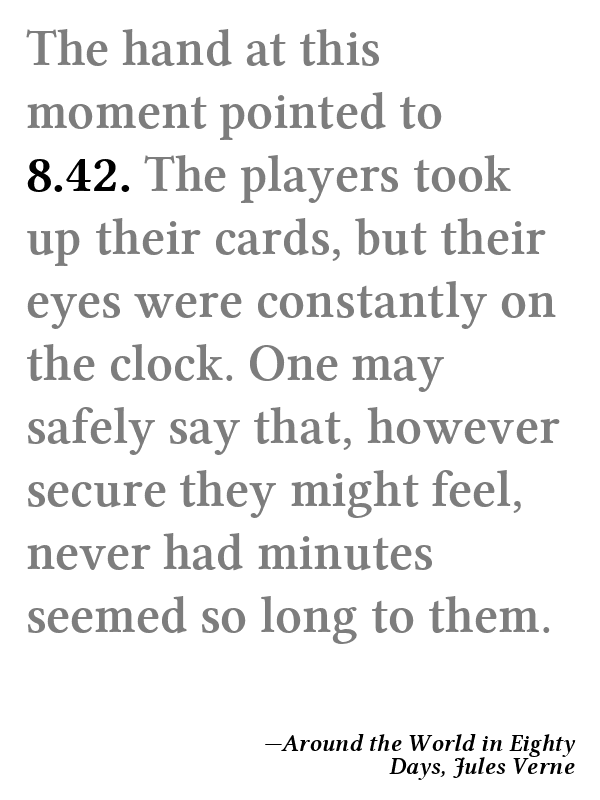 The hand at this
moment pointed to
8.42. The players took
up their cards, but their
eyes were constantly on
the clock. One may
safely say that, however
secure they might feel,
never had minutes
seemed so long to them.
—Around the World in Eighty
Days, Jules Verne